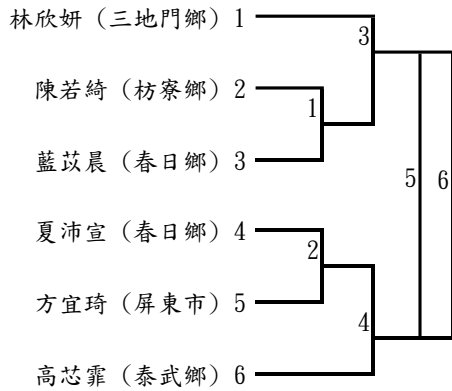 林欣妍 (三地門鄉) 1
3
陳若綺 (枋寮鄉) 2
1
藍苡晨 (春日鄉) 3
5
6
夏沛宣 (春日鄉) 4
2
方宜琦 (屏東市) 5
4
高芯霏 (泰武鄉) 6